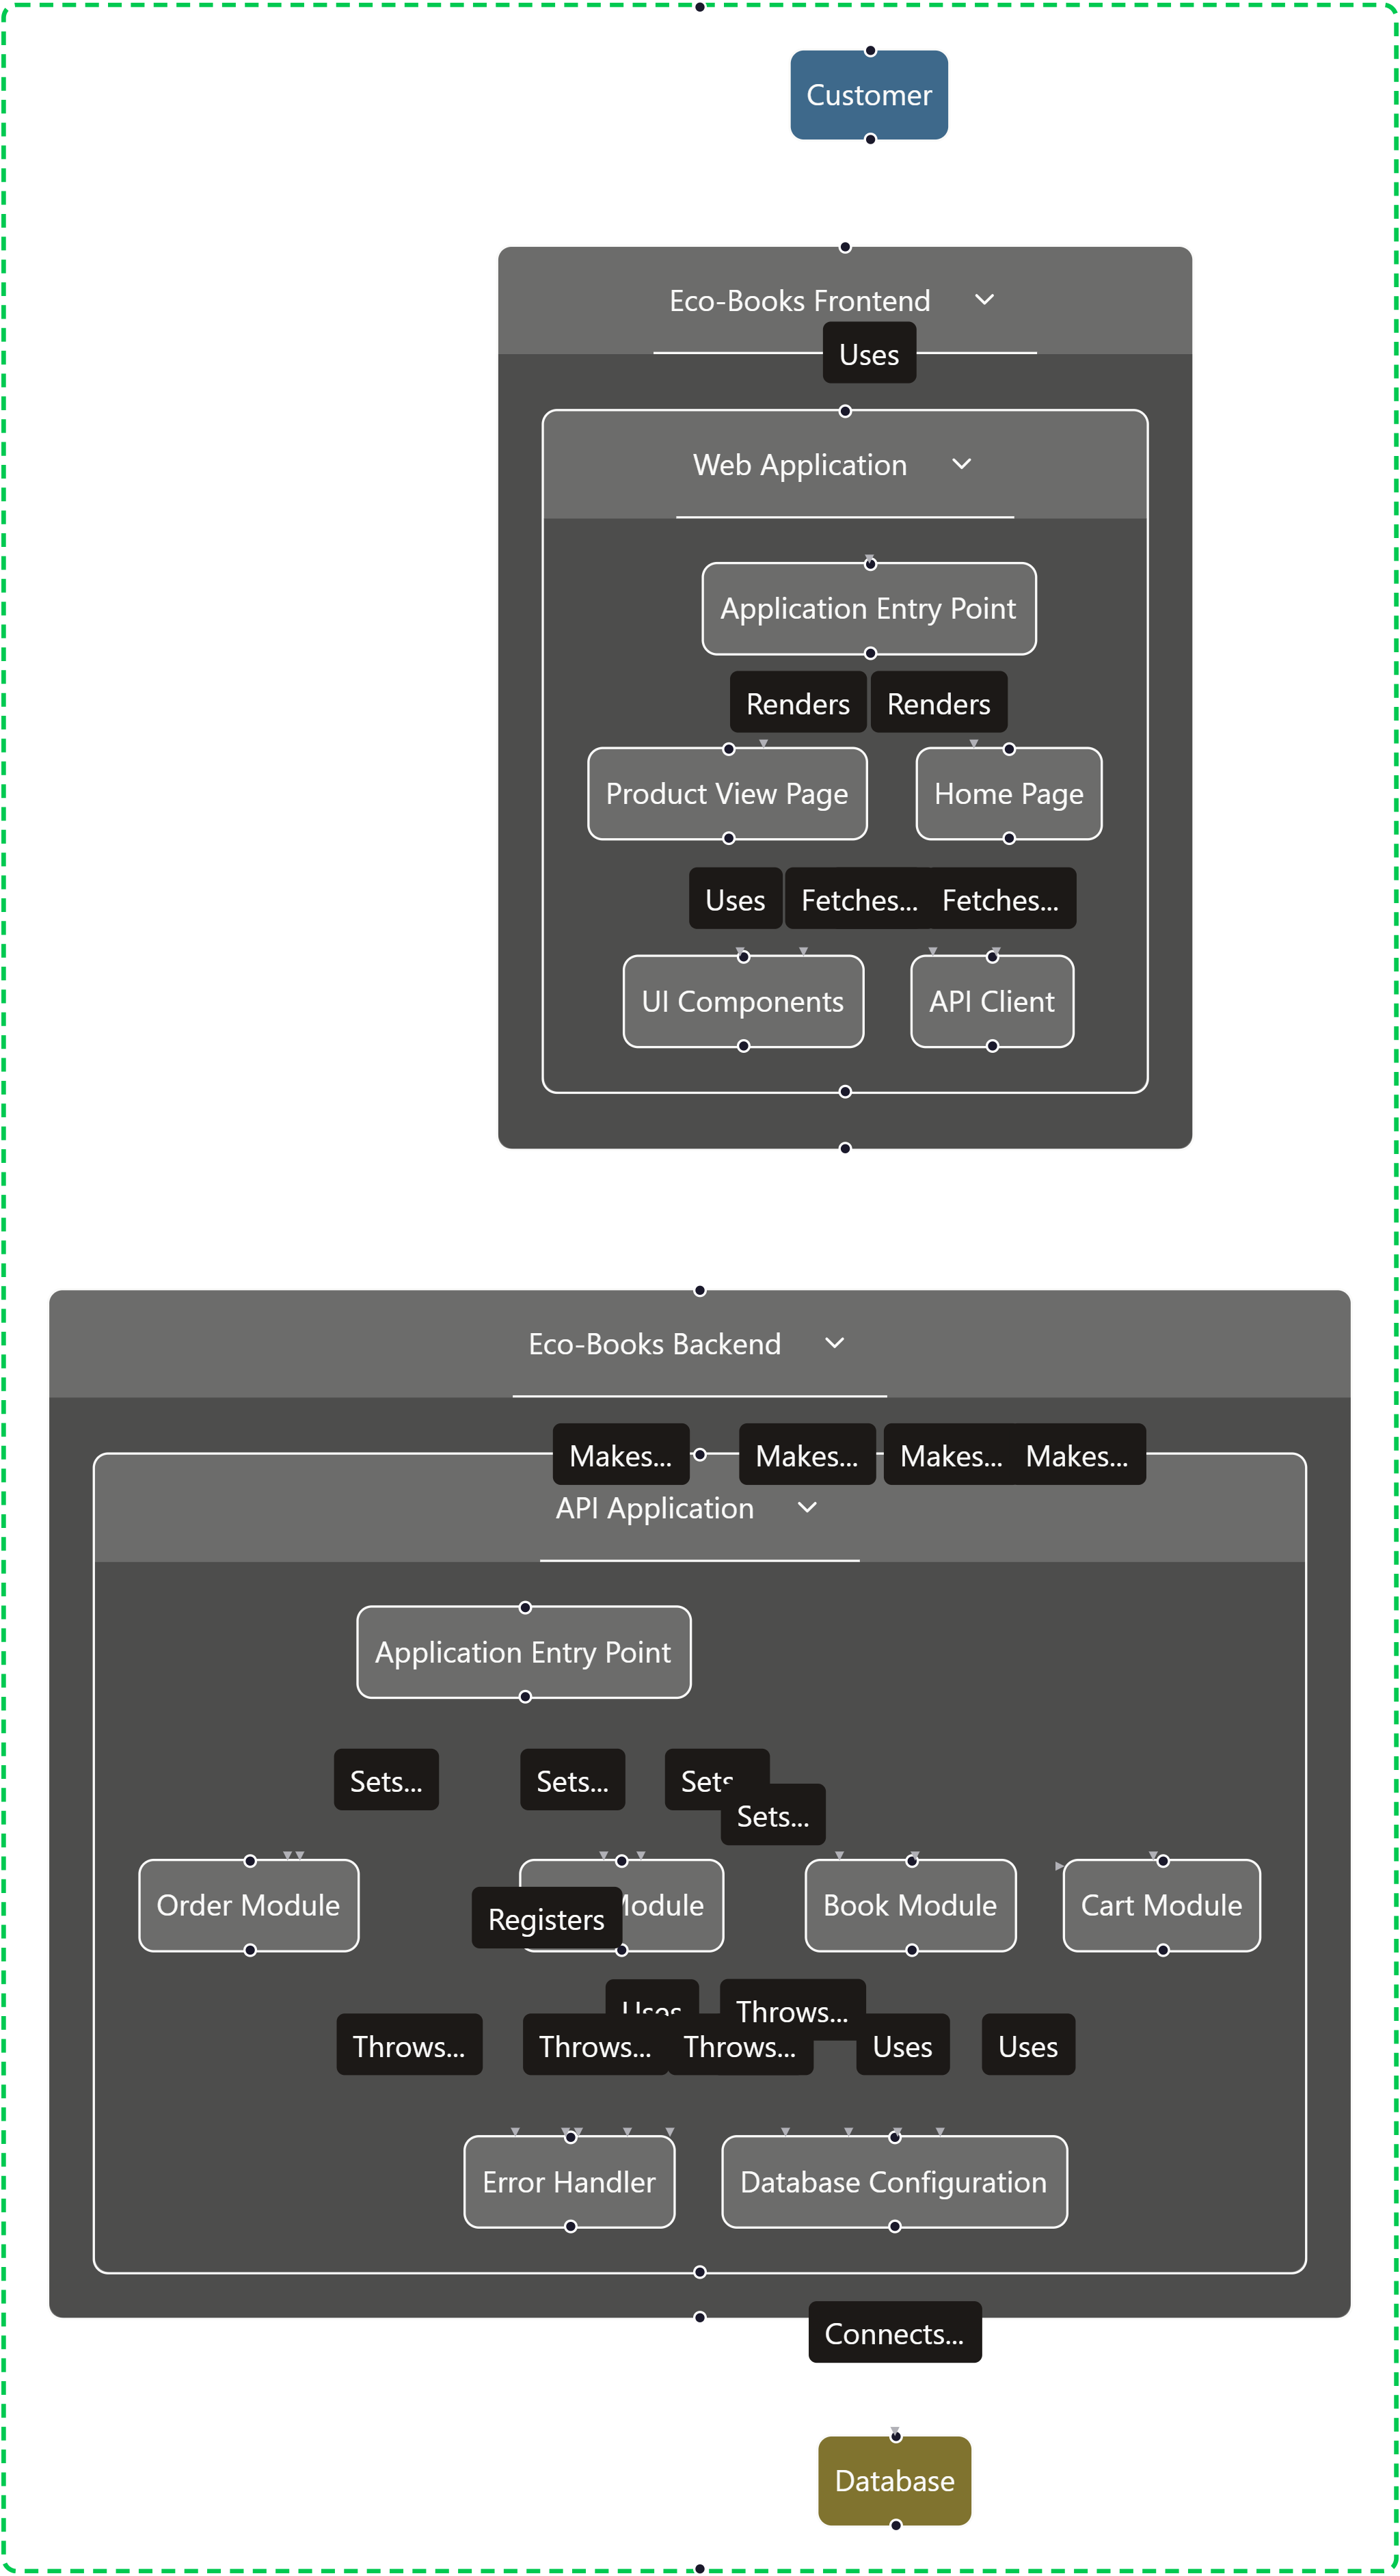 Customer
Eco-Books Frontend
Uses
Web Application
Application Entry Point
Renders Renders
Product View Page Home Page
Uses Fetches... Fetches...
UI Components API Client
Eco-Books Backend
Makes... Makes... Makes... Makes...
API Application
Application Entry Point
Sets... Sets... Sets...
Sets...
Order Module Module Book Module Cart Module
Registers
Uses Throws...
Throws... Throws... Throws... Uses Uses
Error Handler Database Configuration
Connects...
Database